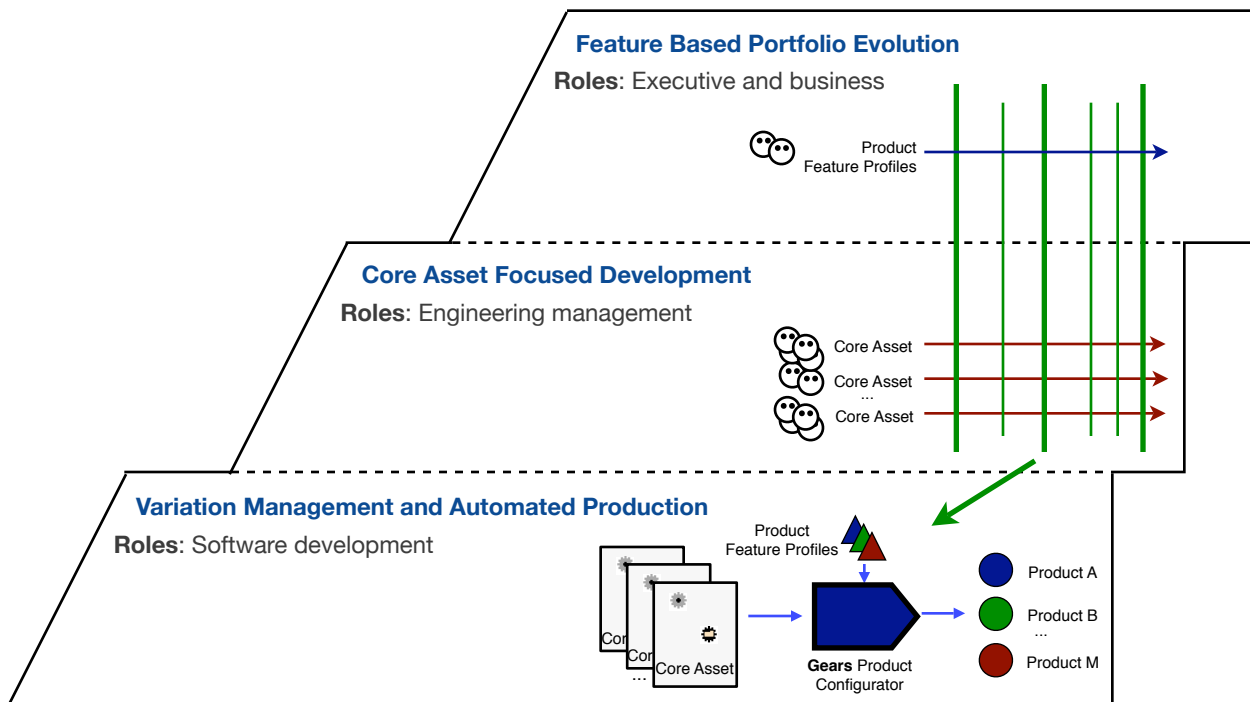 Feature Based Portfolio Evolution
Roles: Executive and business
Product
Feature Profiles
Core Asset Focused Development
Roles: Engineering management
Core Asset
Core Asset
...
Core Asset
Variation Management and Automated Production
Roles: Software development
Product
Feature Profiles
Cor
Cor
Core Asset
...
Gears Product
Configurator
Product A
Product B
...
Product M